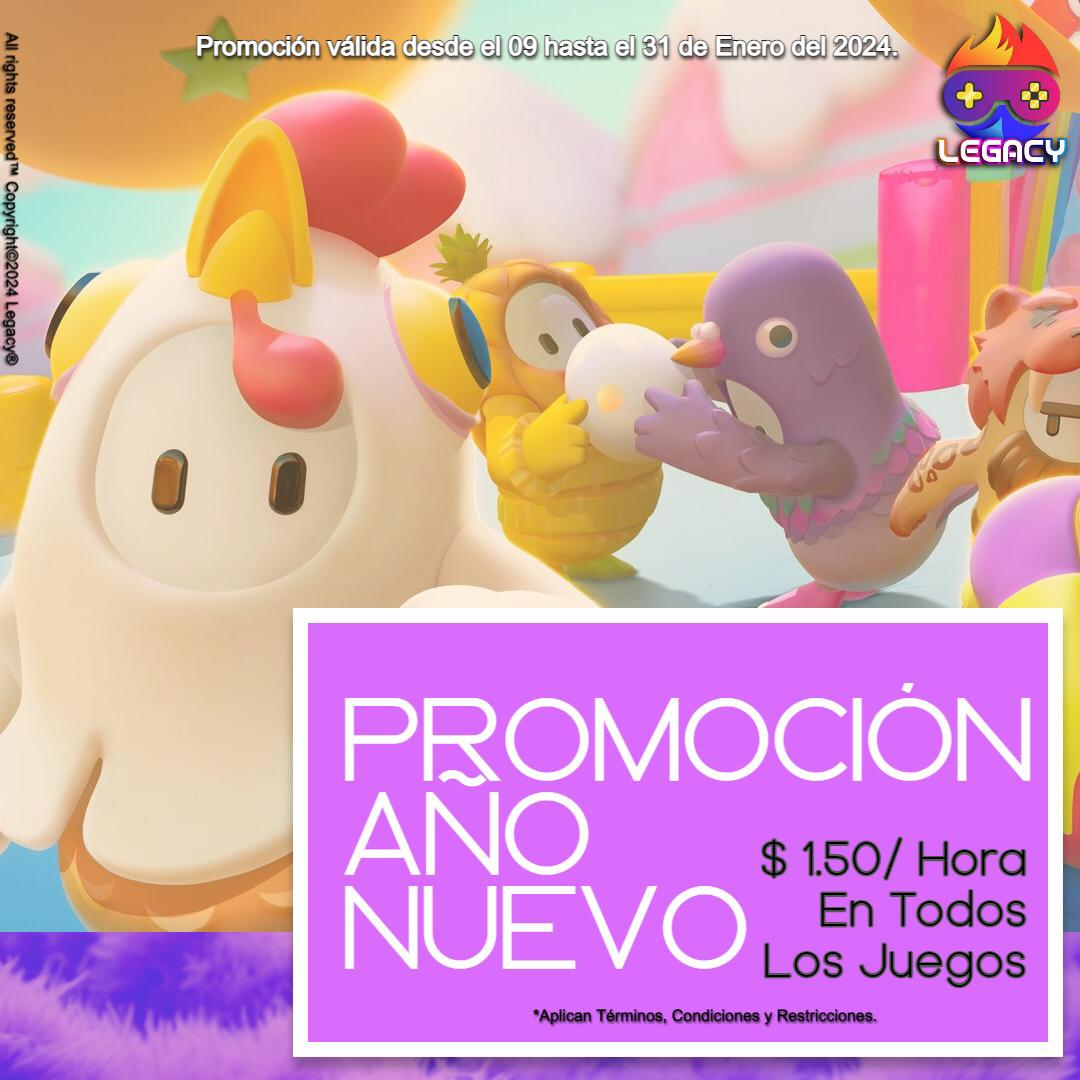 Promoción válida desde el 09 hasta el 31 de Enero del 2024.
LEGACY
All rights reserved™ Copyright©2024 Legacy®
PROMOCIÓN
AÑO
NUEVO
$ 1.50/ Hora
En Todos
Los Juegos
*Aplican Términos, Condiciones y Restricciones.